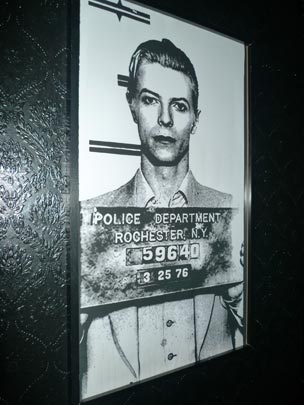 POLICE DEPARTMENT
ROCHESTER, N.Y.
59640
3 25 76